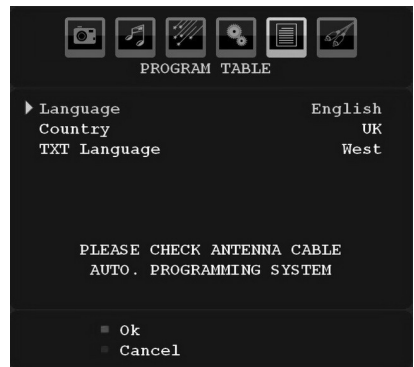 PROGRAM TABLE
Language English
Country UK
TXT Language West
PLEASE CHECK ANTENNA CABLE
AUTO. PROGRAMMING SYSTEM
Ok
Cancel